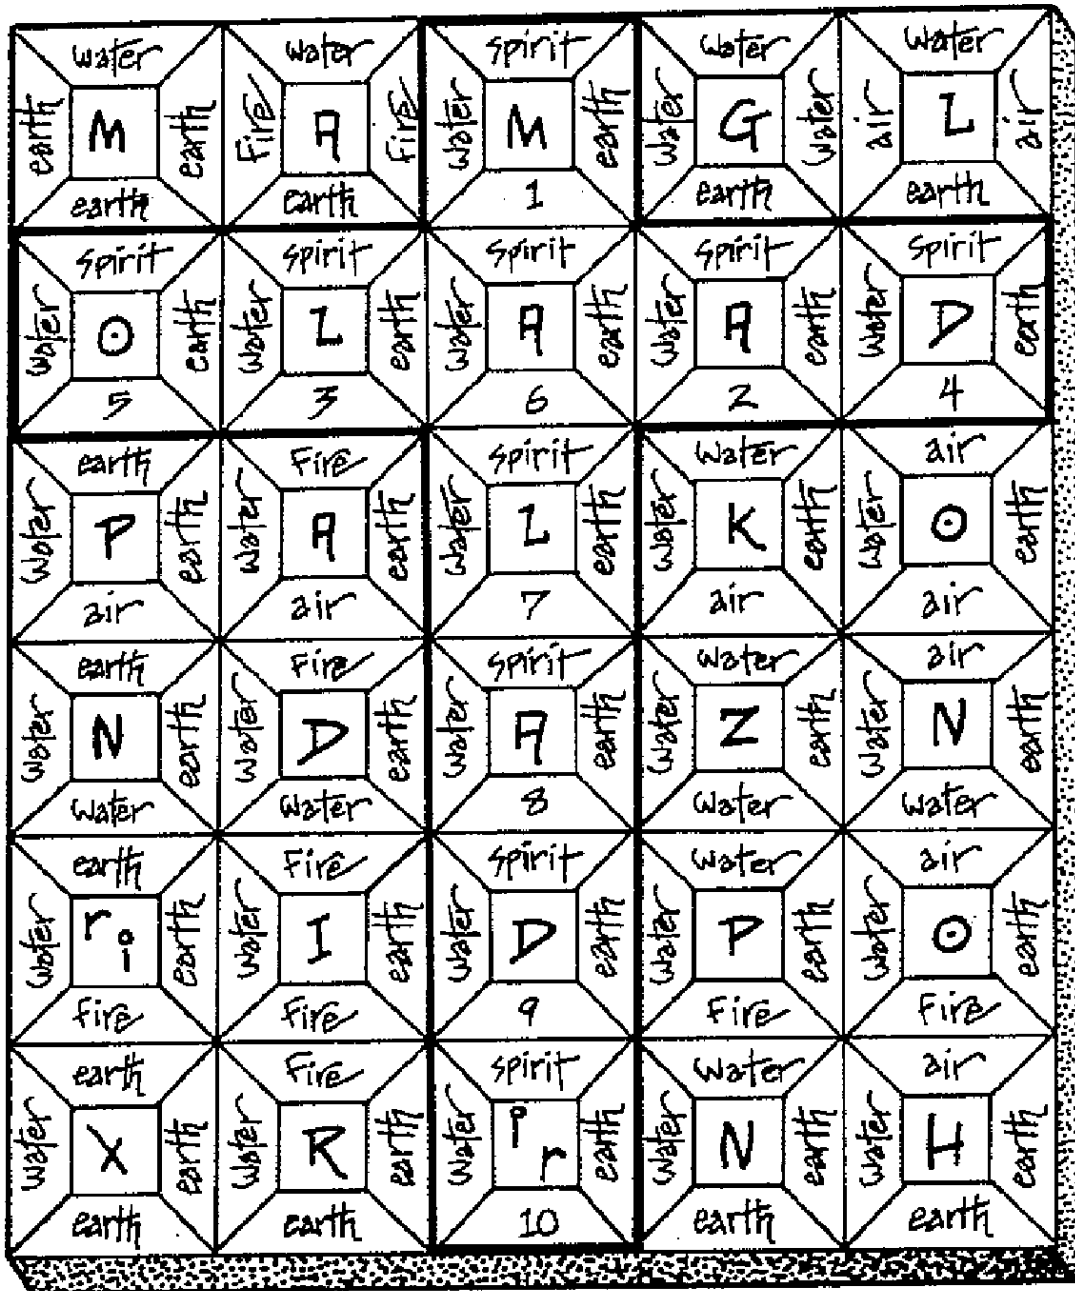 water water spirit Water Water
earth M earth Fire A Fire water M earth water G water air L air
earth earth 1 earth earth
spirit spirit spirit spirit spirit
water O earth water L earth water A earth water A earth water D earth
5 3 6 2 4
earth Fire spirit Water air
water P earth water A earth water L earth water K earth water O earth
air air 7 air air
earth Fire spirit Water air
water N earth water D earth water A earth water Z earth water N earth
Water Water 8 Water Water
earth Fire spirit Water air
water r i earth water I earth water D earth water P earth water O earth
Fire Fire 9 Fire Fire
earth Fire spirit Water air
water X earth water R earth water i r earth water N earth water H earth
earth earth 10 earth earth